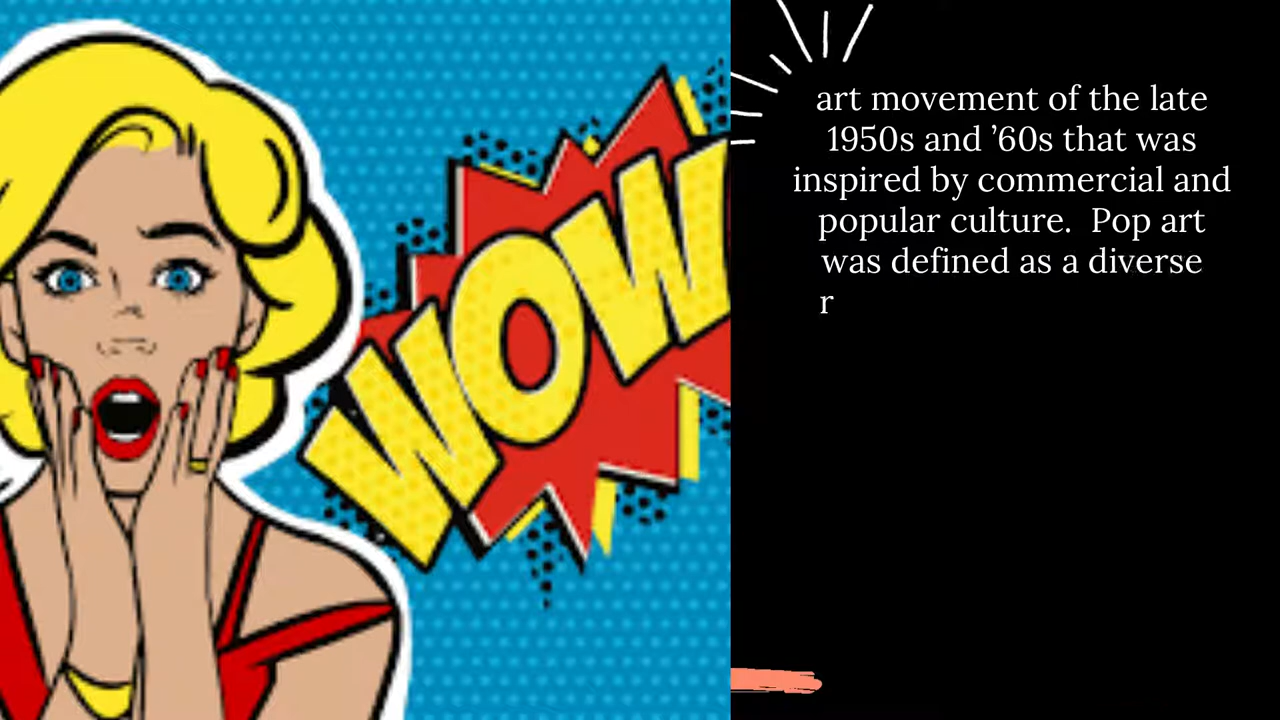 WOW
art movement of the late
1950s and ’60s that was
inspired by commercial and
popular culture.  Pop art
was defined as a diverse
r